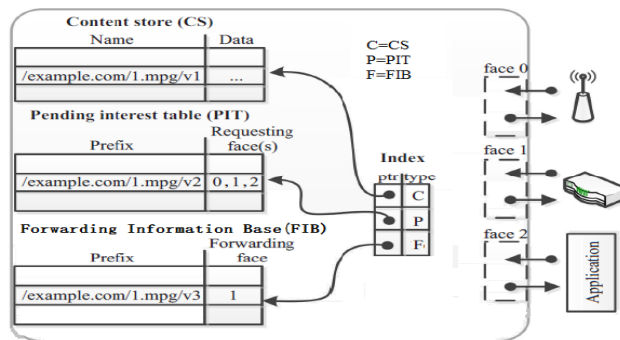 Content store (CS)
Name Data
/example.com/1.mpg/v1 ...
Pending interest table (PIT)
Prefix Requesting face(s)
/example.com/1.mpg/v2 0,1,2
Forwarding Information Base(FIB)
Prefix Forwarding face
/example.com/1.mpg/v3 1
C=CS
P=PIT
F=FIB
Index
ptr type
C
P
F
face 0
face 1
face 2
Application